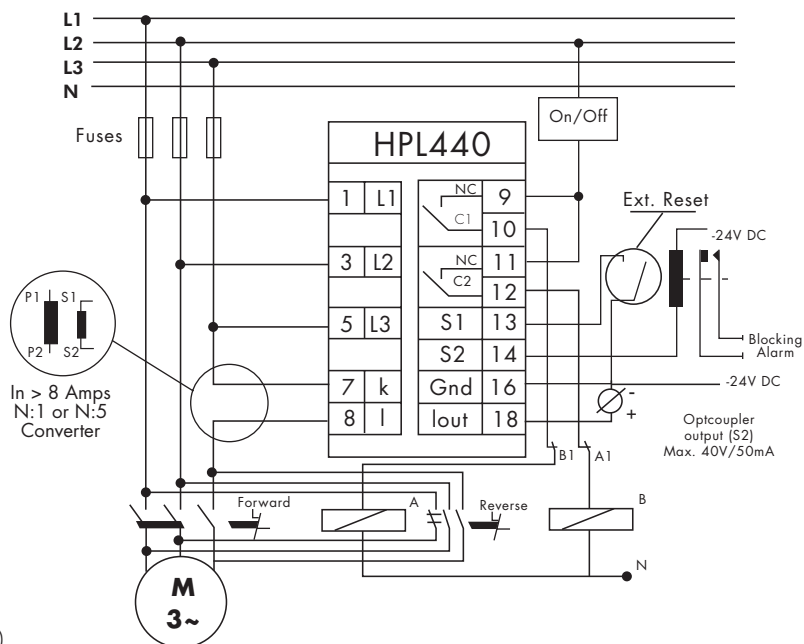 L1
L2
L3
N
Fuses
On/Off
HPL440
1 L1
3 L2
5 L3
7 k
8 l
NC 9
C1
10
NC 11
C2
12
S1 13
S2 14
Gnd 16
Iout 18
Ext. Reset
-24V DC
Blocking
Alarm
-24V DC
-
+
Optcoupler
output (S2)
Max. 40V/50mA
P1 S1
P2 S2
In > 8 Amps
N:1 or N:5
Converter
B1 A1
Forward
A
Reverse
B
N
M
3~
)